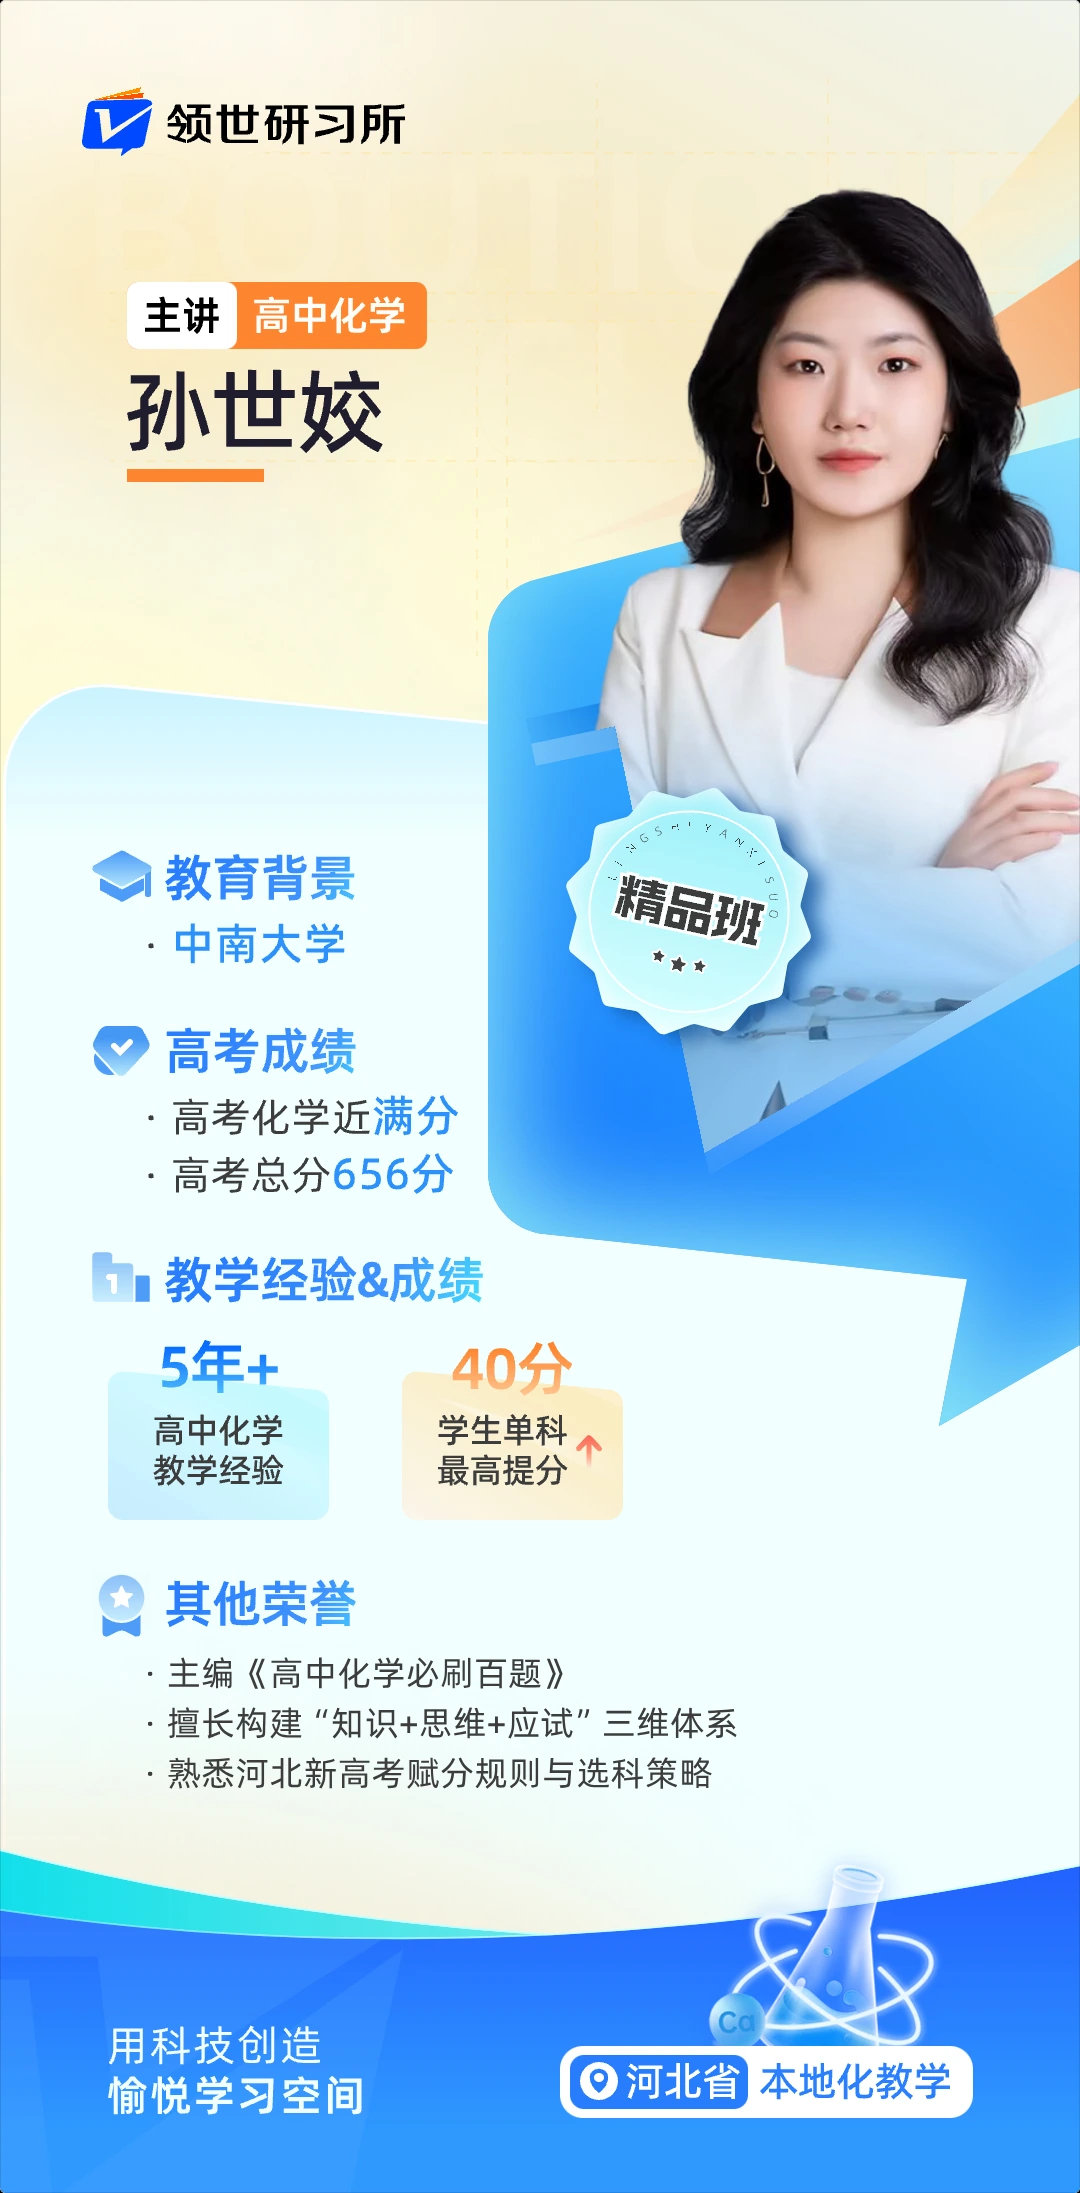 领世研习所
主讲 高中化学
孙世姣
LINGSHIYANXISUO
精品班
教育背景
· 中南大学
高考成绩
· 高考化学近满分
· 高考总分656分
教学经验&成绩
5年+
高中化学
教学经验
40分
学生单科
最高提分
其他荣誉
· 主编《高中化学必刷百题》
· 擅长构建“知识+思维+应试”三维体系
· 熟悉河北新高考赋分规则与选科策略
Ca
用科技创造
愉悦学习空间
河北省 本地化教学